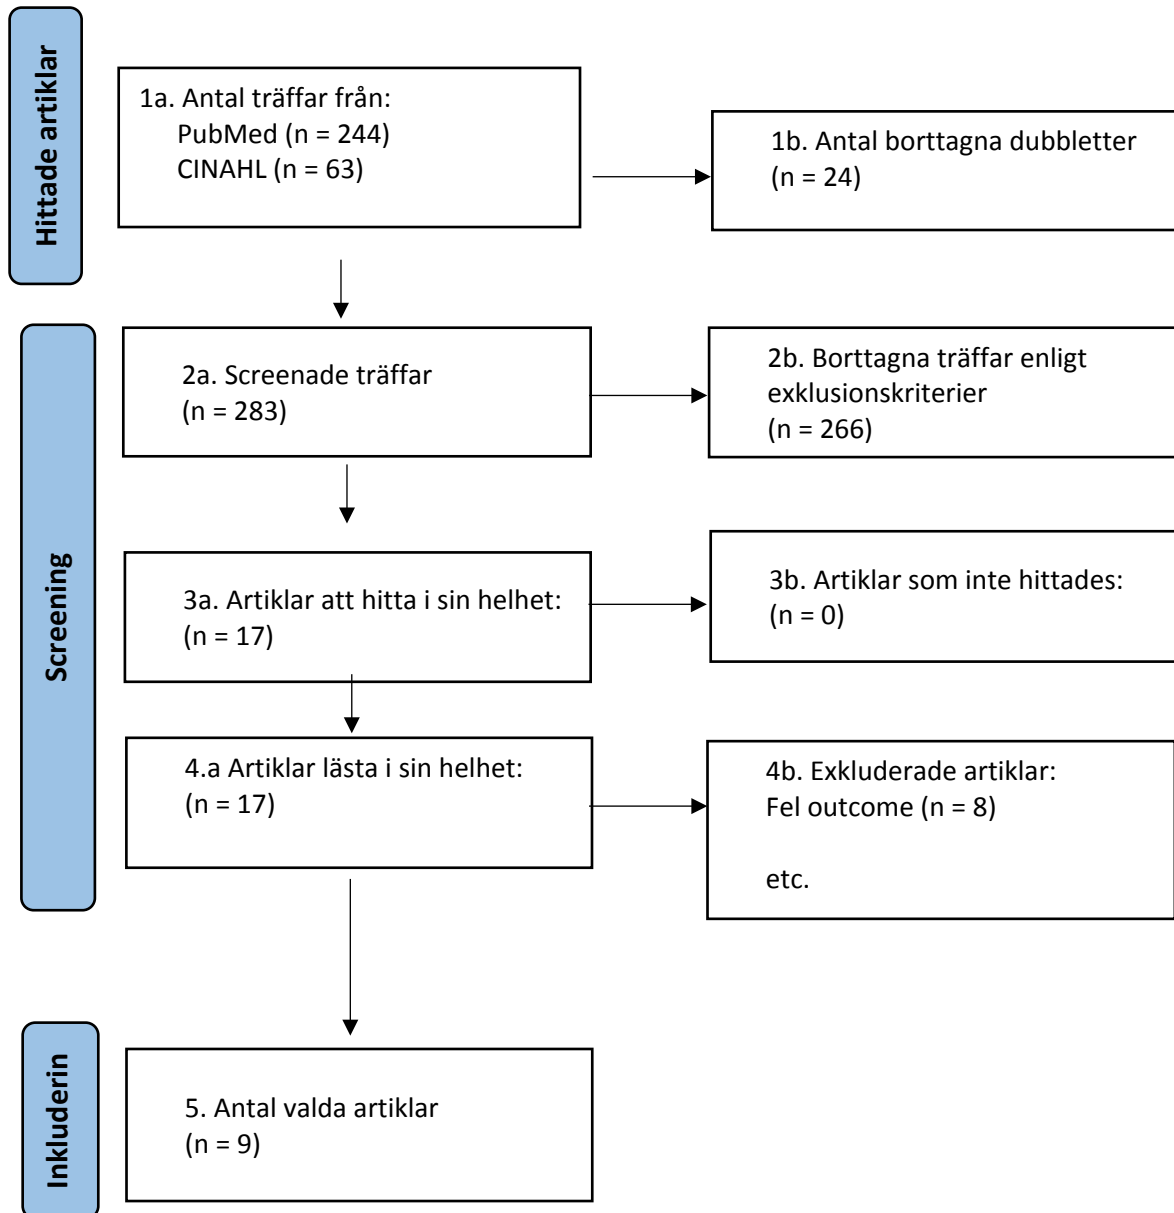 Hittade artiklar
1a. Antal träffar från:
PubMed (n = 244)
CINAHL (n = 63)
1b. Antal borttagna dubbletter
(n = 24)
Screening
2a. Screenade träffar
(n = 283)
2b. Borttagna träffar enligt
exklusionskriterier
(n = 266)
3a. Artiklar att hitta i sin helhet:
(n = 17)
3b. Artiklar som inte hittades:
(n = 0)
4.a Artiklar lästa i sin helhet:
(n = 17)
4b. Exkluderade artiklar:
Fel outcome (n = 8)
etc.
Inkluderin
5. Antal valda artiklar
(n = 9)